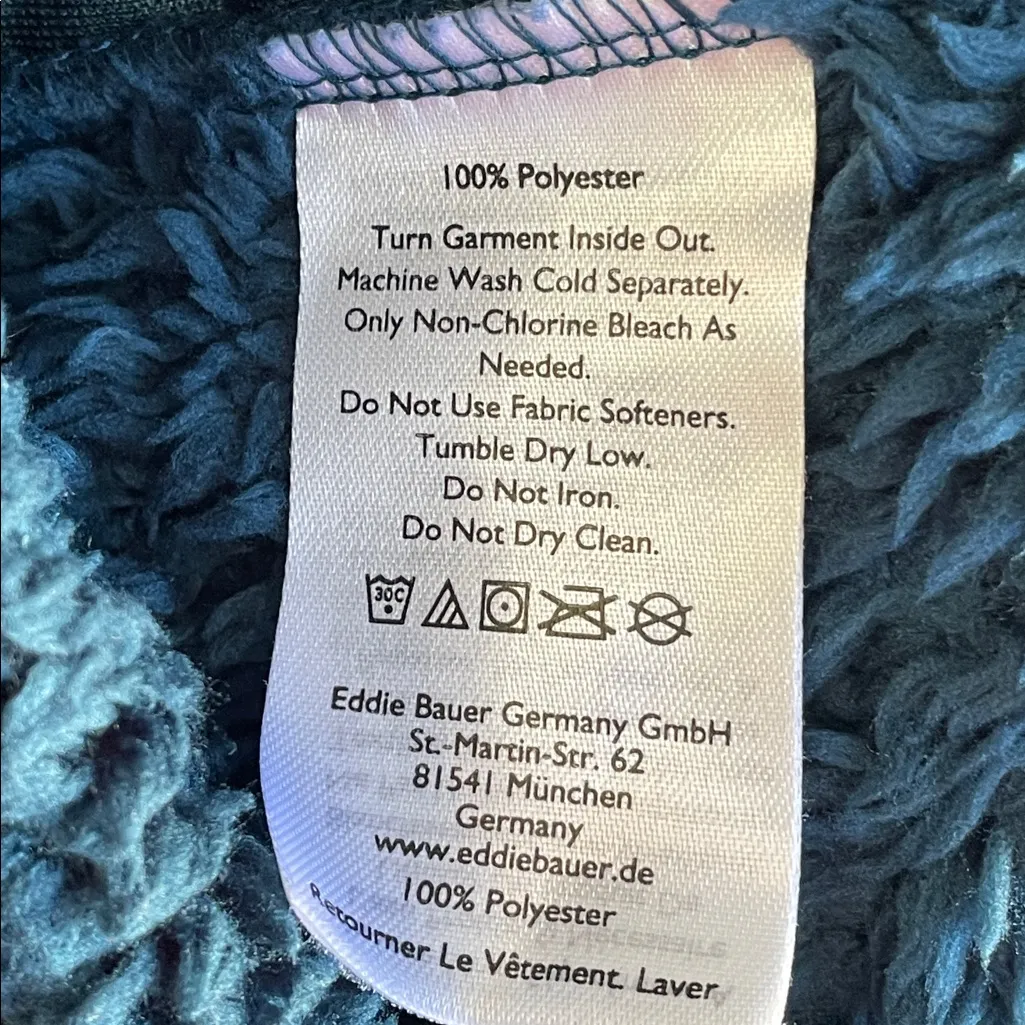 100% Polyester
Turn Garment Inside Out.
Machine Wash Cold Separately.
Only Non-Chlorine Bleach As
Needed.
Do Not Use Fabric Softeners.
Tumble Dry Low.
Do Not Iron.
Do Not Dry Clean.
30C
Eddie Bauer Germany GmbH
St.-Martin-Str. 62
81541 München
Germany
www.eddiebauer.de
100% Polyester
Retourner Le Vêtement. Laver